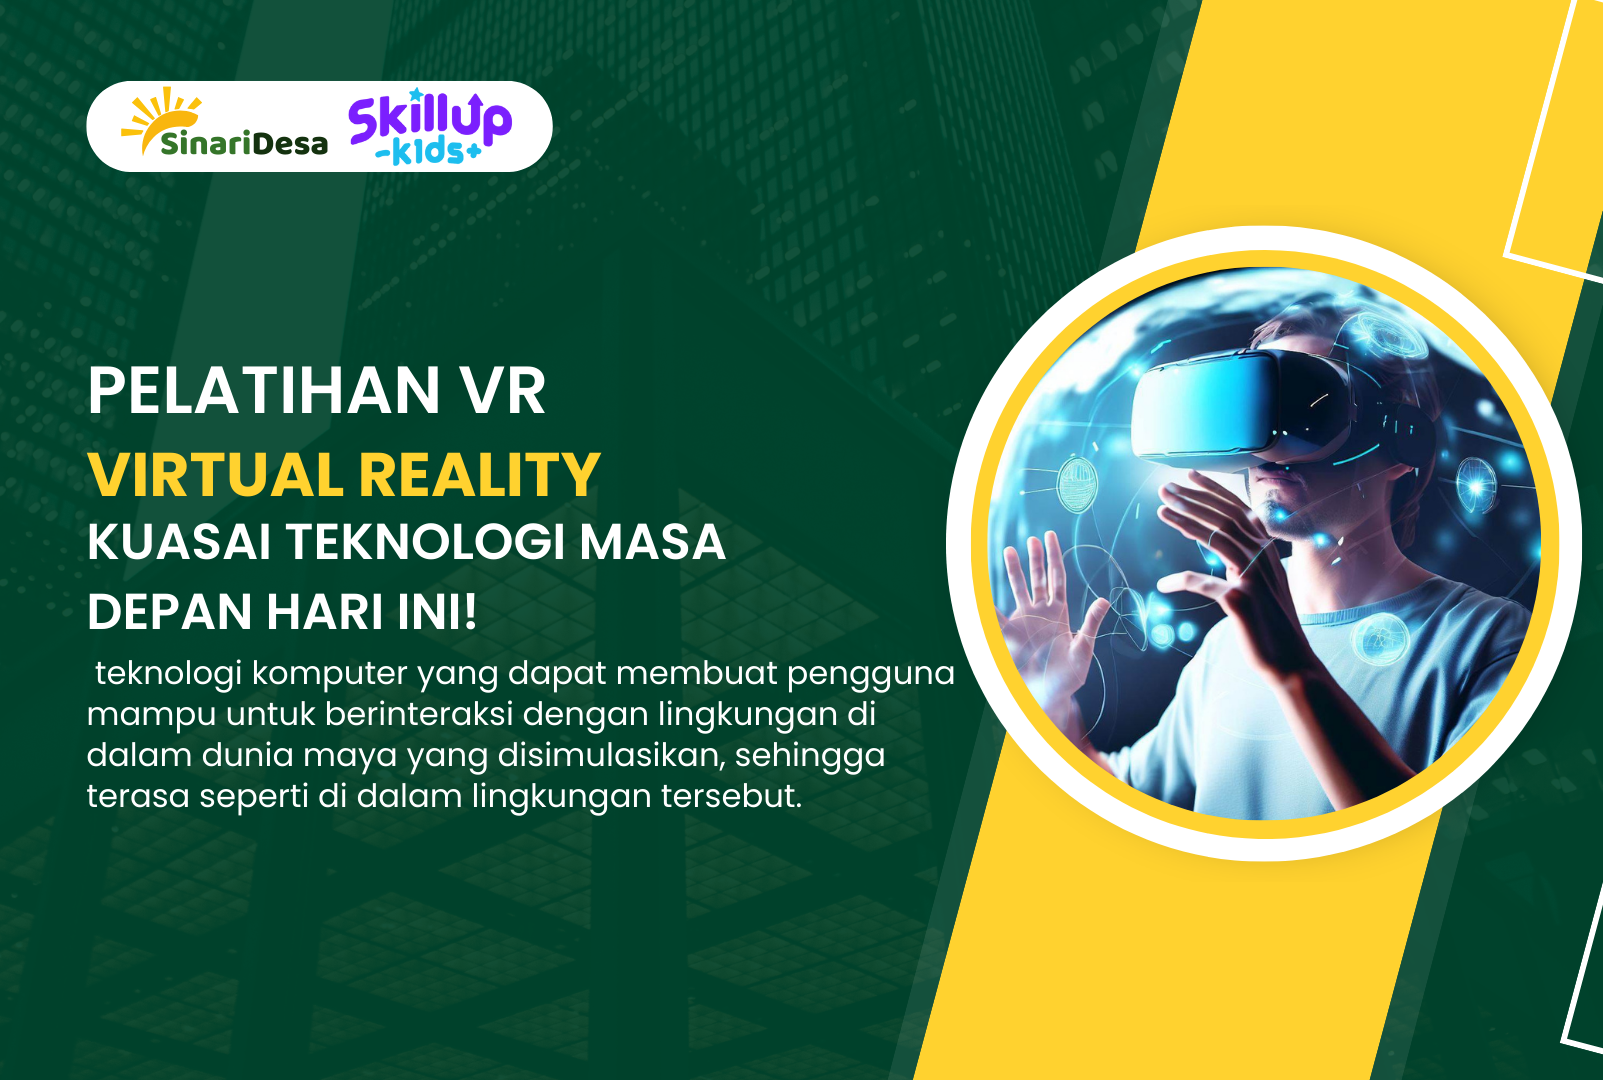 SinariDesa
SkillUp
-kids+
PELATIHAN VR
VIRTUAL REALITY
KUASAI TEKNOLOGI MASA
DEPAN HARI INI!
teknologi komputer yang dapat membuat pengguna
mampu untuk berinteraksi dengan lingkungan di
dalam dunia maya yang disimulasikan, sehingga
terasa seperti di dalam lingkungan tersebut.